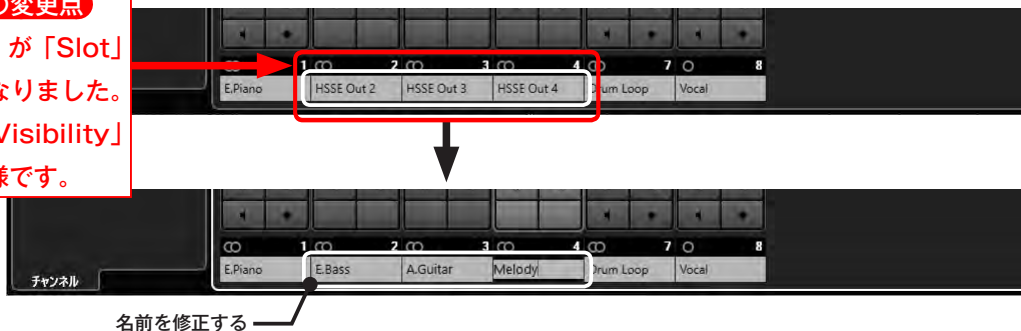 の変更点
が「Slot」
なりました。
Visibility」
様です。
1 2 3 4 7 8
E.Piano HSSE Out 2 HSSE Out 3 HSSE Out 4 Drum Loop Vocal
1 2 3 4 7 8
E.Piano E.Bass A.Guitar Melody Drum Loop Vocal
チャンネル
名前を修正する